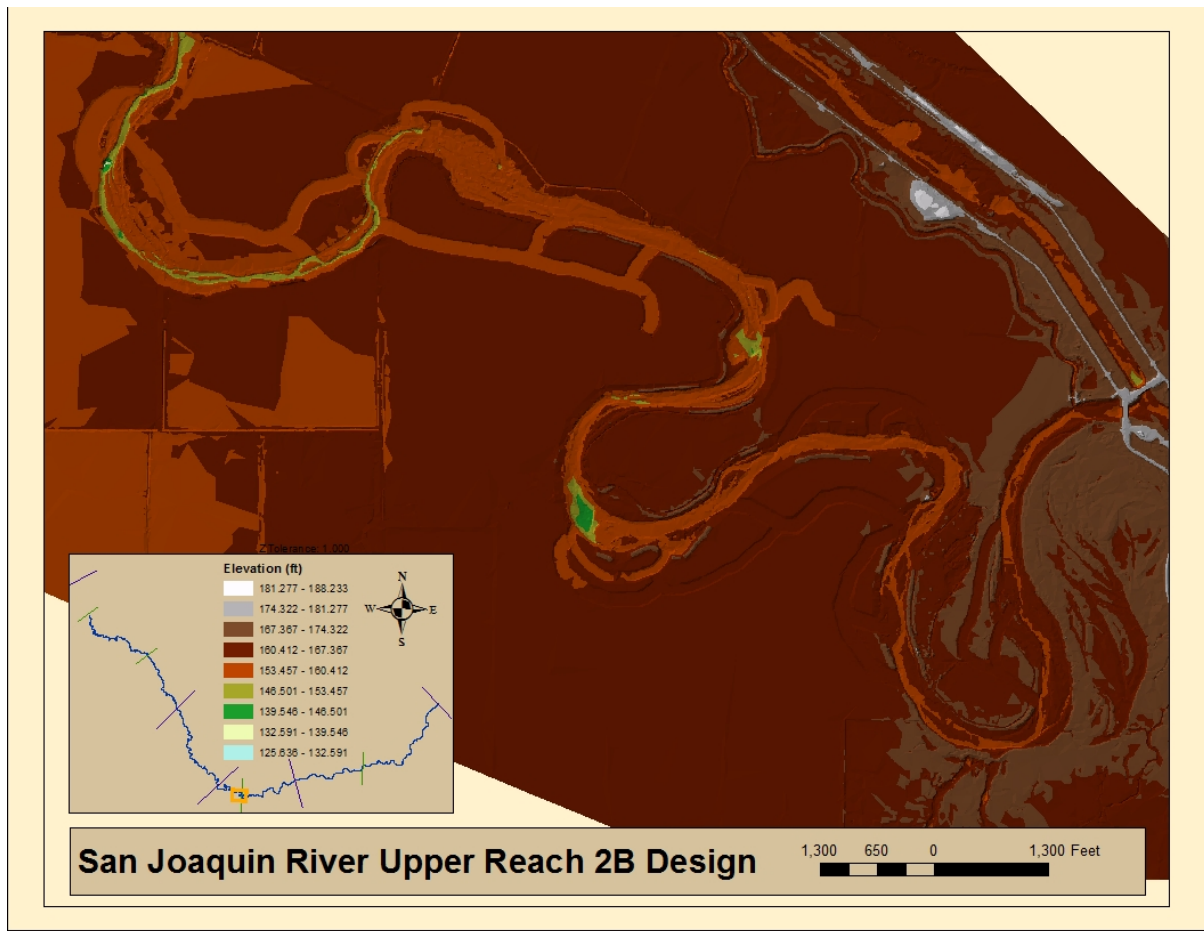 Z Tolerance: 1.000
Elevation (ft)
181.277 - 188.233
174.322 - 181.277
167.367 - 174.322
160.412 - 167.367
153.457 - 160.412
146.501 - 153.457
139.546 - 146.501
132.591 - 139.546
125.636 - 132.591
N
W E
S
San Joaquin River Upper Reach 2B Design
1,300 650 0 1,300 Feet